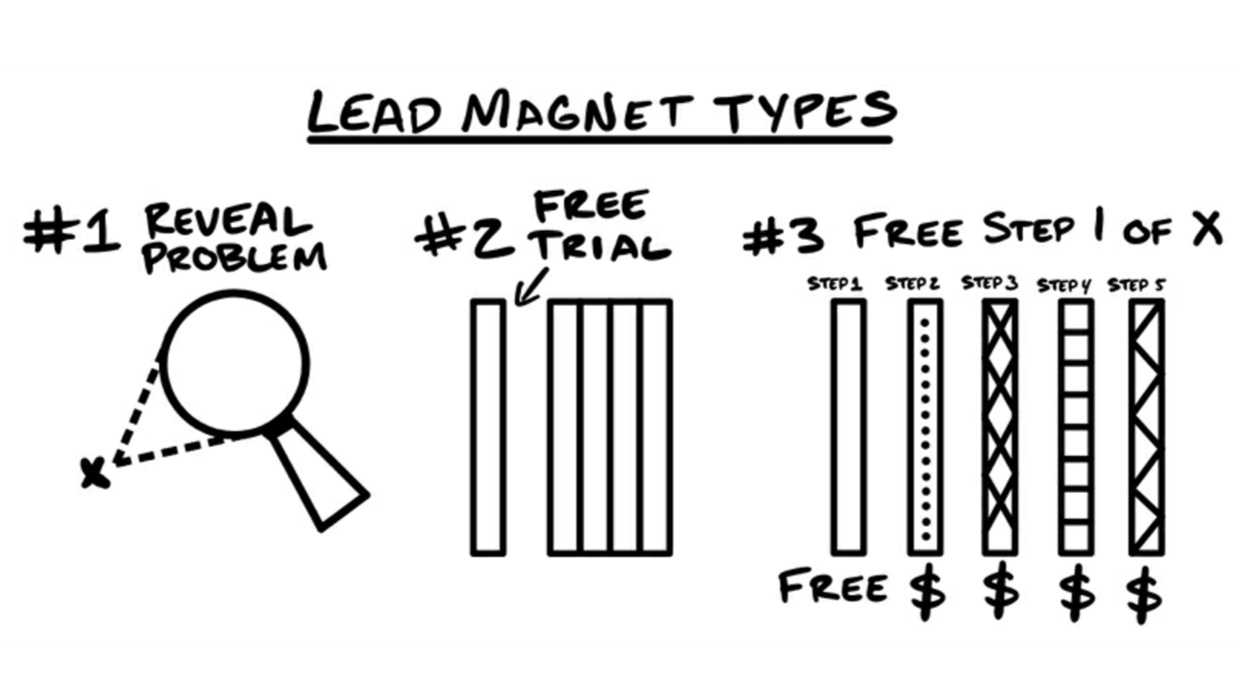 LEAD MAGNET TYPES
#1 REVEAL
PROBLEM
#2 FREE
TRIAL
#3 FREE STEP 1 OF X
STEP 1 STEP 2 STEP 3 STEP 4 STEP 5
X
FREE $ $ $ $